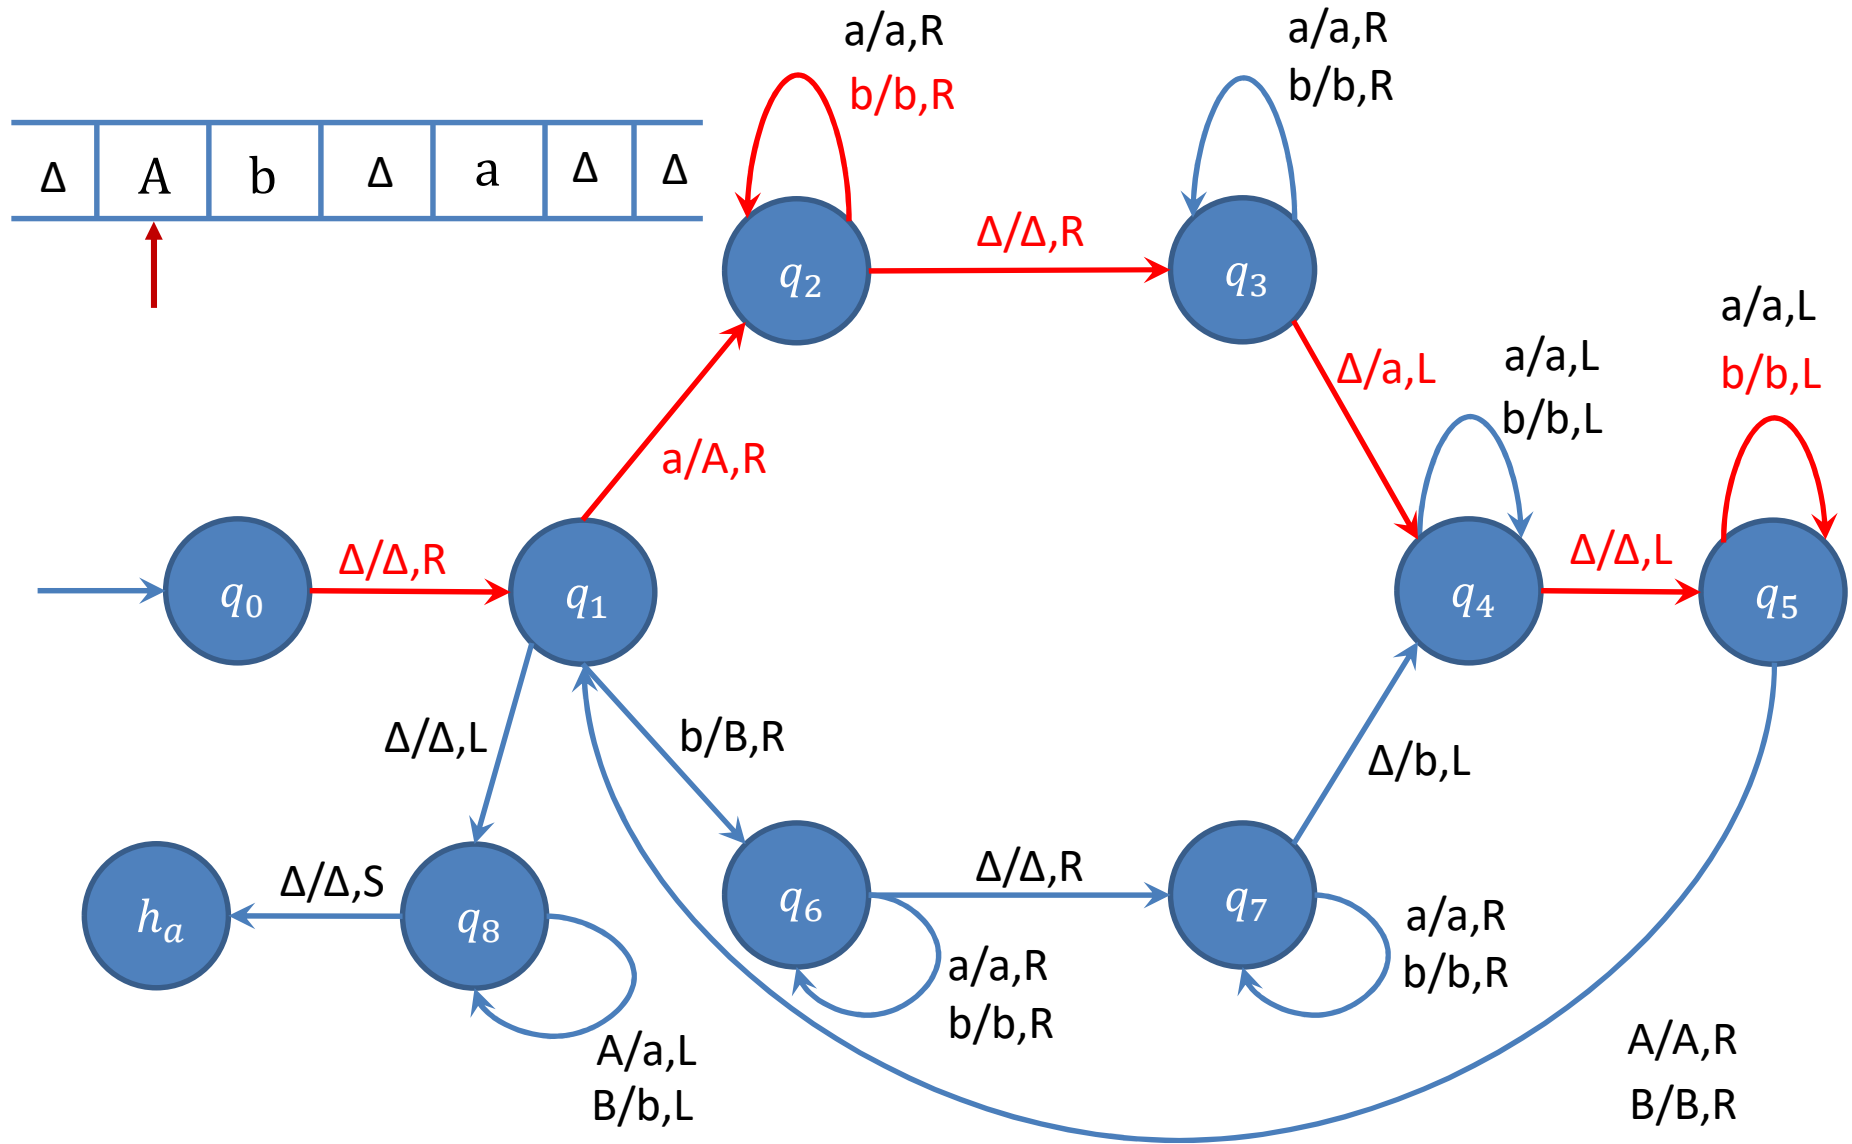 a/a,R
b/b,R
a/a,R
b/b,R
Δ A b Δ a Δ Δ
q2
Δ/Δ,R
q3
a/a,L
b/b,L
Δ/a,L
a/a,L
b/b,L
a/A,R
Δ/Δ,R
Δ/Δ,L
q0
q1
q4
q5
Δ/Δ,L
b/B,R
Δ/b,L
Δ/Δ,S
Δ/Δ,R
ha
q8
q6
q7
a/a,R
b/b,R
a/a,R
b/b,R
A/a,L
B/b,L
A/A,R
B/B,R